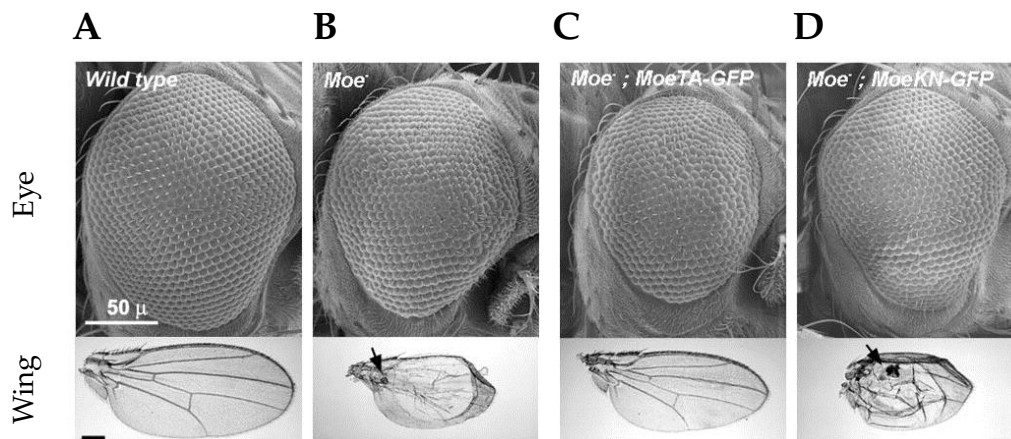 A B C D
Wild type Moe- Moe- ; MoeTA-GFP Moe- ; MoeKN-GFP
Eye
50 μ
Wing